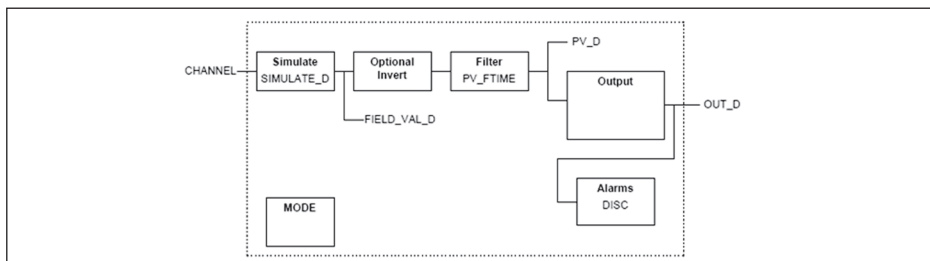 CHANNEL
Simulate
SIMULATE_D
Optional
Invert
Filter
PV_FTIME
PV_D
Output
OUT_D
FIELD_VAL_D
Alarms
DISC
MODE